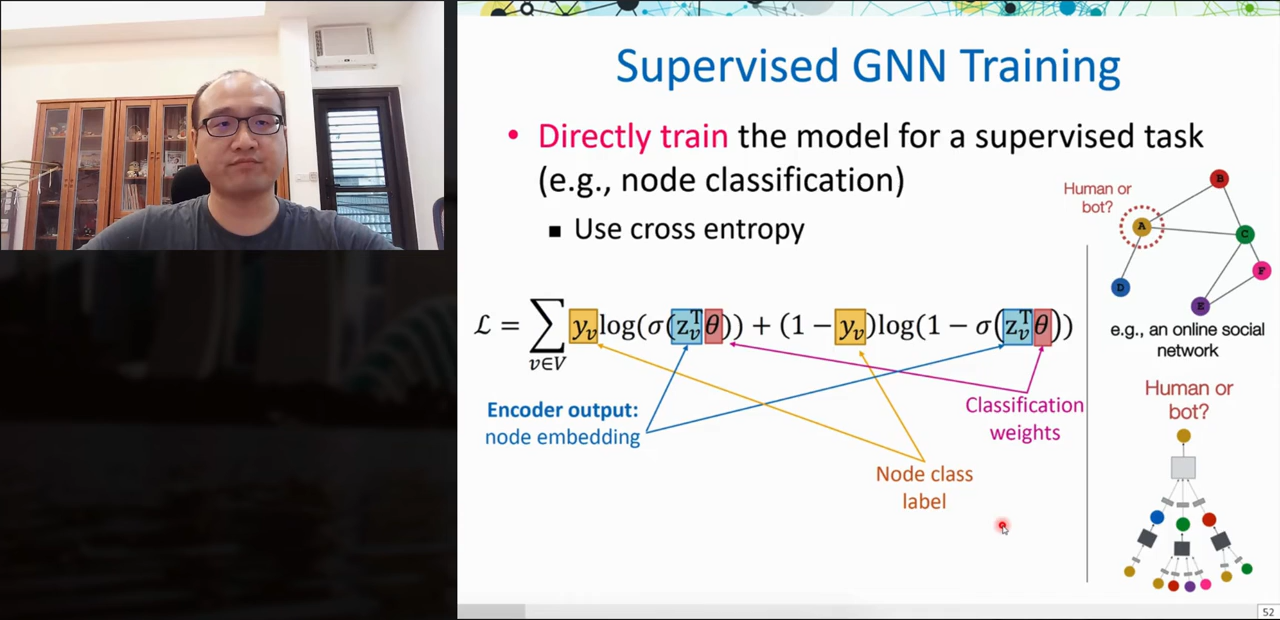 Supervised GNN Training
• Directly train the model for a supervised task
(e.g., node classification)
▪ Use cross entropy
ℒ = ∑_{v∈V} y_v log(σ(z_v^T θ)) + (1 − y_v)log(1 − σ(z_v^T θ))
Encoder output:
node embedding
Classification
weights
Node class
label
Human or
bot?
B
A
C
F
D
E
e.g., an online social
network
Human or
bot?
52